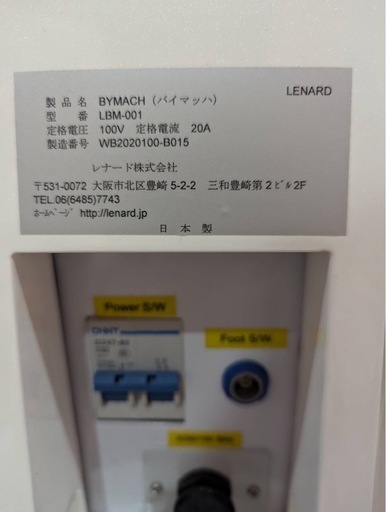 LENARD
製 品 名 BYMACH（バイマッハ）
型 番 LBM-001
定格電圧 100V 定格電流 20A
製造番号 WB2020100-B015
レナード株式会社
〒531-0072 大阪市北区豊崎 5-2-2 三和豊崎第２ビル 2F
TEL.06(6485)7743
ﾎｰﾑﾍﾟｰｼﾞ http://lenard.jp
日 本 製
Power S/W
CHNT
Foot S/W